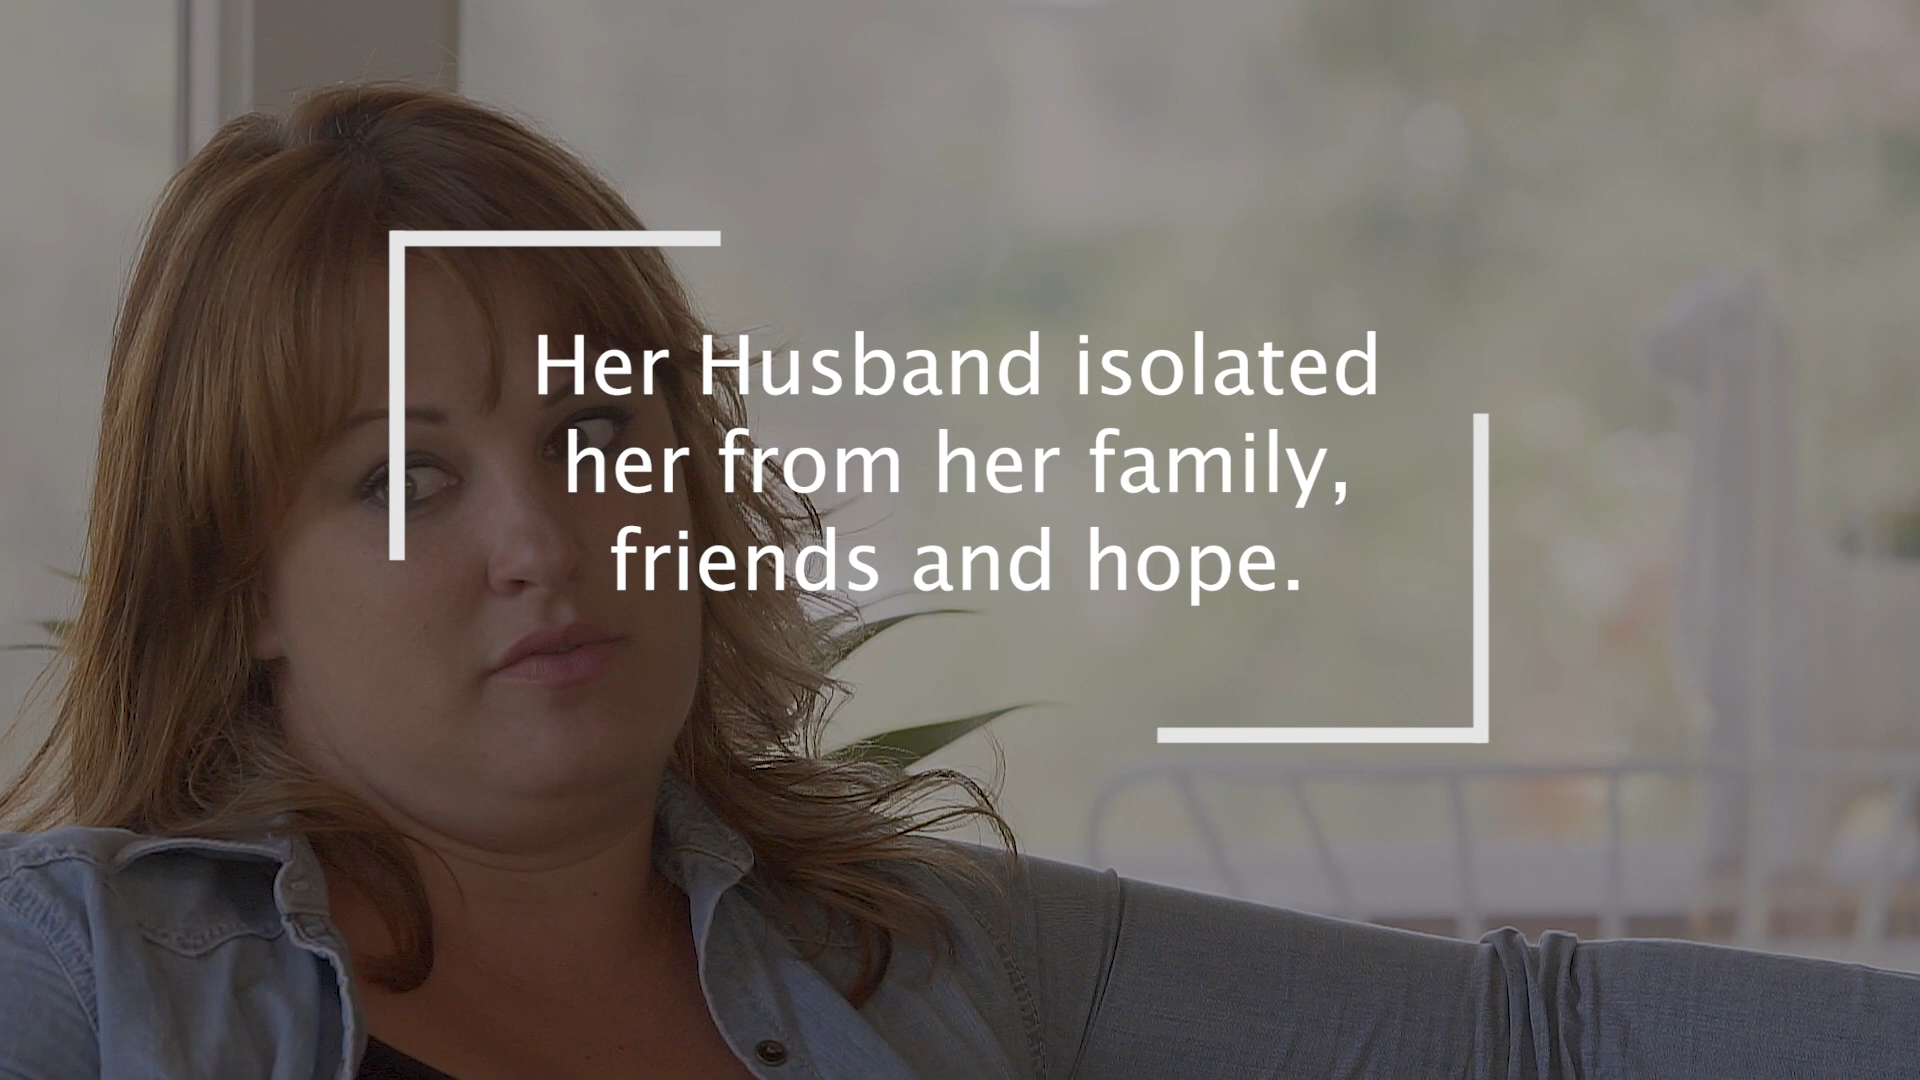 Her Husband isolated
her from her family,
friends and hope.